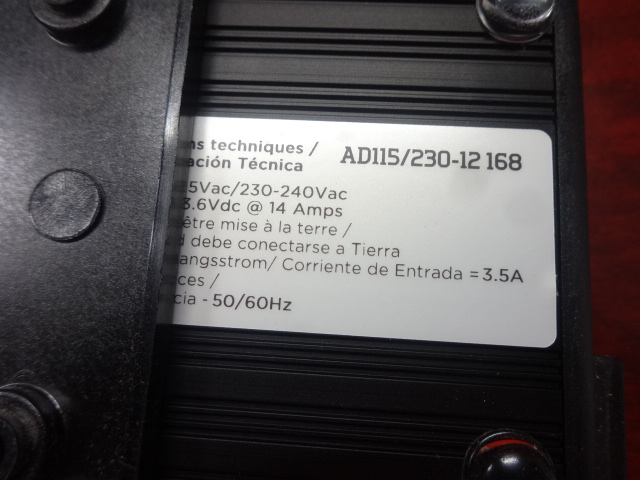 ns techniques /
ación Técnica
AD115/230-12 168
5Vac/230-240Vac
3.6Vdc @ 14 Amps
être mise à la terre /
d debe conectarse a Tierra
angsstrom/ Corriente de Entrada = 3.5A
ces /
cia - 50/60Hz